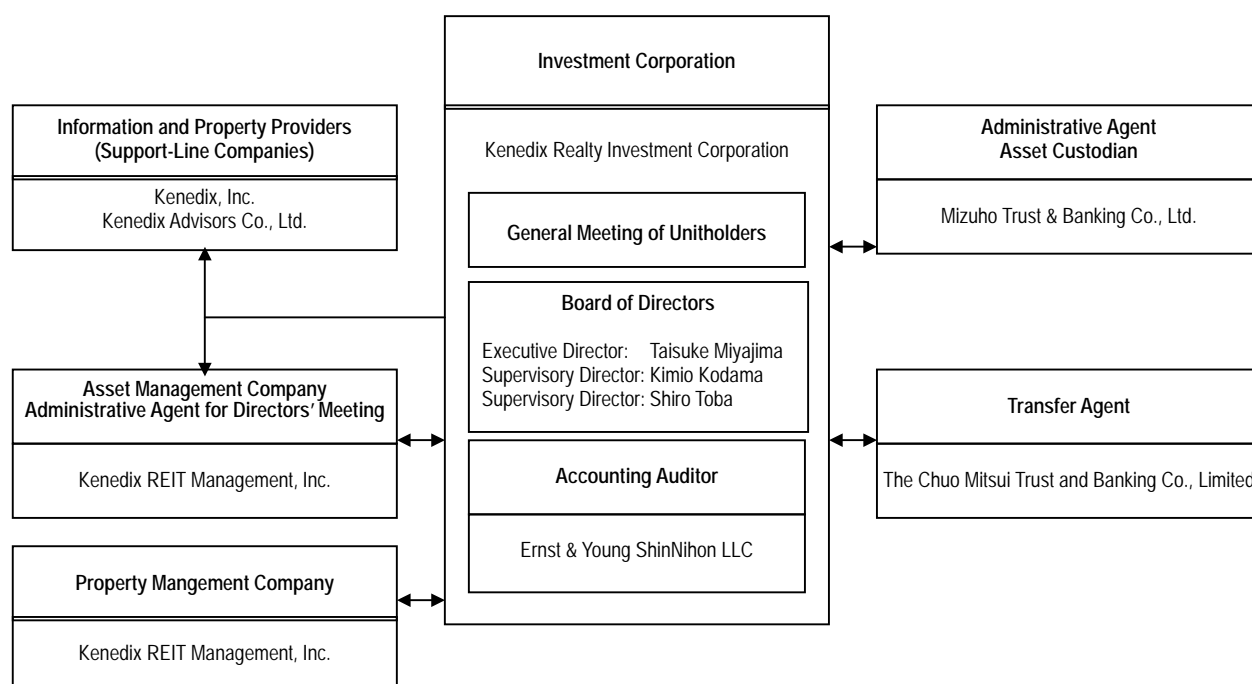 Investment Corporation
Kenedix Realty Investment Corporation
General Meeting of Unitholders
Board of Directors
Executive Director: Taisuke Miyajima
Supervisory Director: Kimio Kodama
Supervisory Director: Shiro Toba
Accounting Auditor
Ernst & Young ShinNihon LLC
Information and Property Providers
(Support-Line Companies)
Kenedix, Inc.
Kenedix Advisors Co., Ltd.
Asset Management Company
Administrative Agent for Directors' Meeting
Kenedix REIT Management, Inc.
Property Mangement Company
Kenedix REIT Management, Inc.
Administrative Agent
Asset Custodian
Mizuho Trust & Banking Co., Ltd.
Transfer Agent
The Chuo Mitsui Trust and Banking Co., Limited